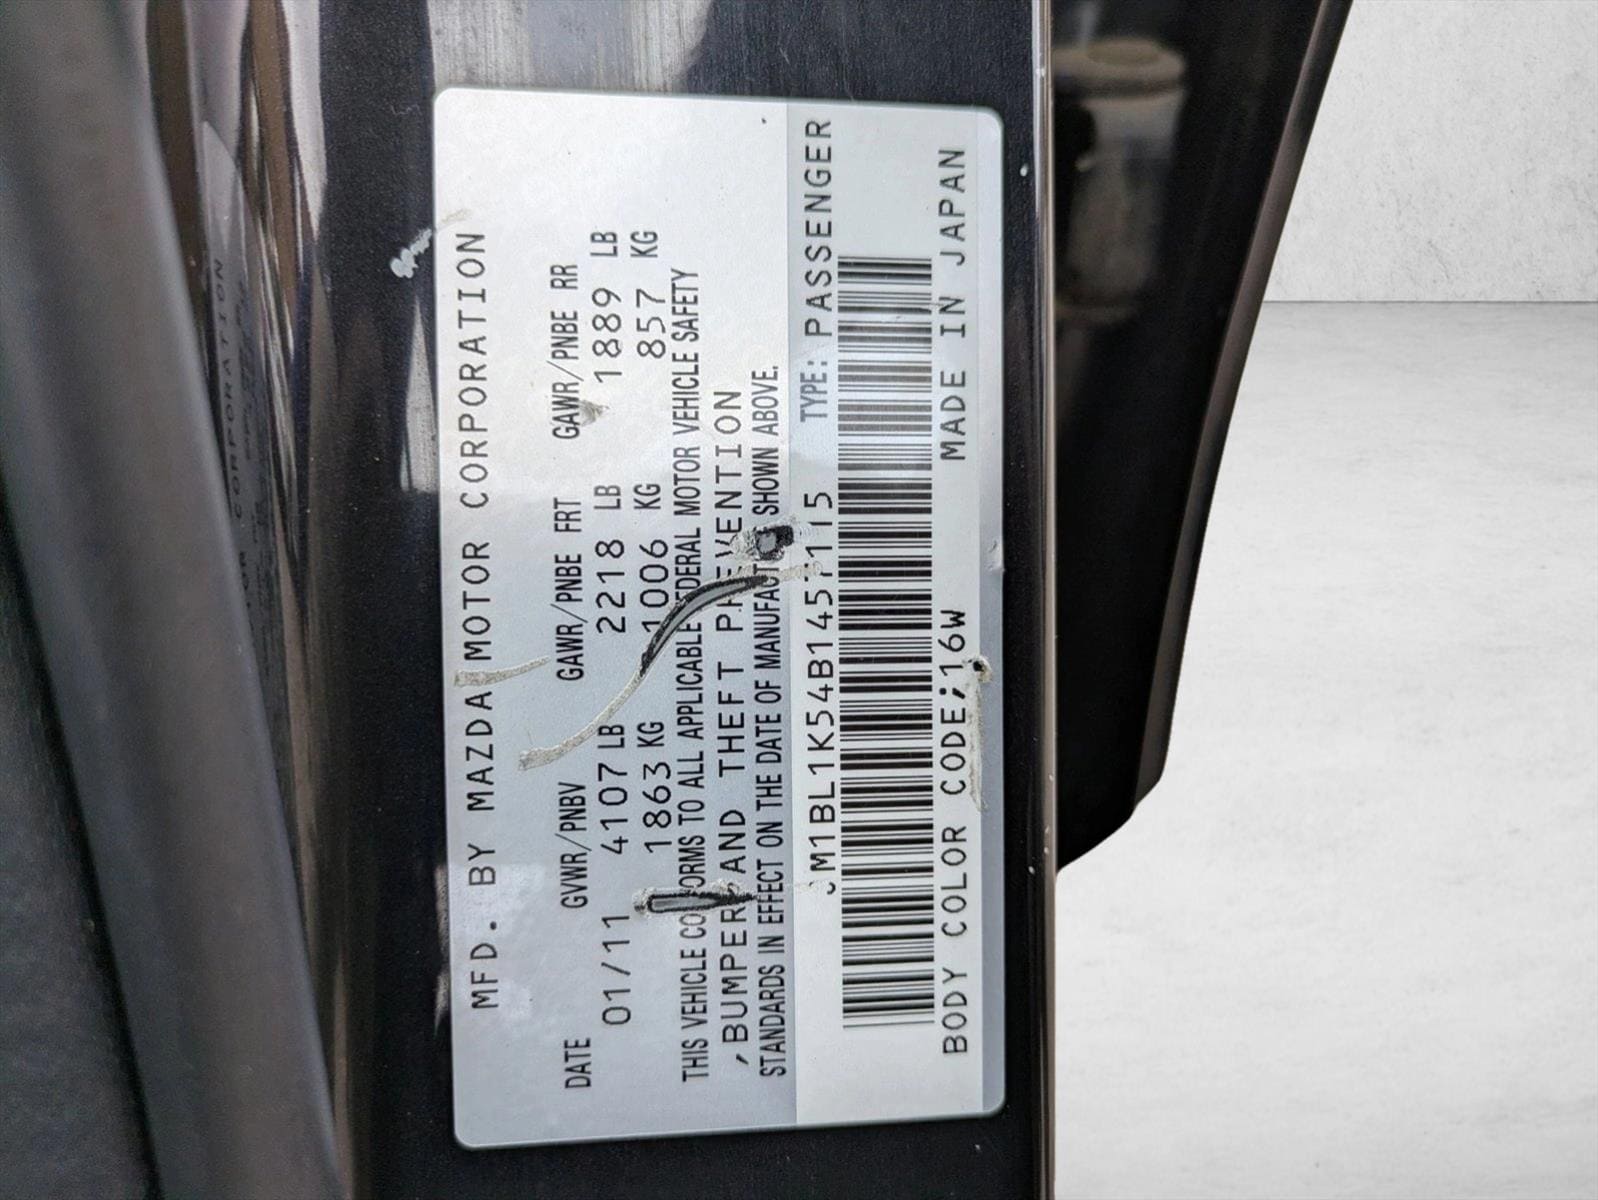 MFD. BY MAZDA MOTOR CORPORATION
DATE GVWR/PNBV GAWR/PNBE FRT GAWR/PNBE RR
01/11 4107 LB 2218 LB 1889 LB
1863 KG 1006 KG 857 KG
THIS VEHICLE CONFORMS TO ALL APPLICABLE FEDERAL MOTOR VEHICLE SAFETY
,BUMPER AND THEFT PREVENTION
STANDARDS IN EFFECT ON THE DATE OF MANUFACTURE SHOWN ABOVE.
JM1BL1K54B1457115 TYPE: PASSENGER
BODY COLOR CODE;16W MADE IN JAPAN